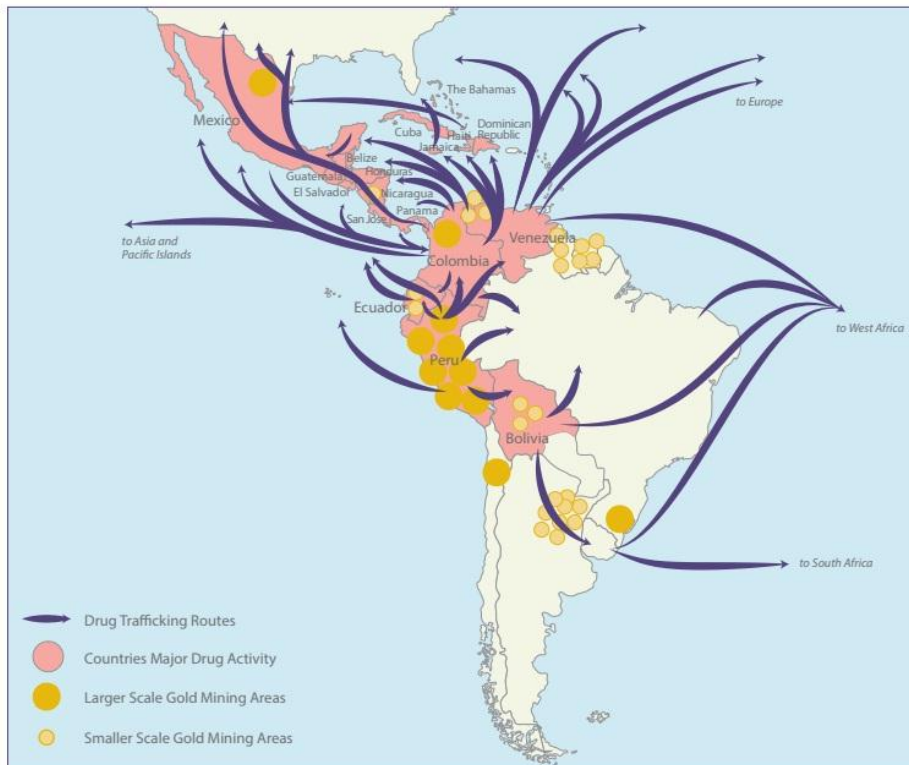 The Bahamas
to Europe
Mexico
Cuba
Haiti
Dominican
Republic
Jamaica
Belize
Guatemala
Honduras
El Salvador
Nicaragua
Panama
San Jose
to Asia and
Pacific Islands
Venezuela
Colombia
Ecuador
to West Africa
Peru
Bolivia
to South Africa
Drug Trafficking Routes
Countries Major Drug Activity
Larger Scale Gold Mining Areas
Smaller Scale Gold Mining Areas